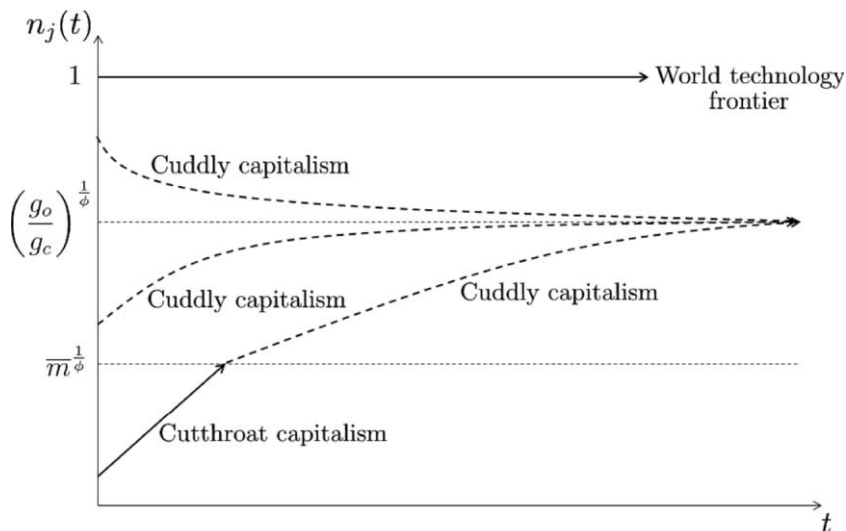 n_j(t)
1
World technology
frontier
Cuddly capitalism
(g_o/g_c)^{1/ϕ}
Cuddly capitalism
Cuddly capitalism
m̅^{1/ϕ}
Cutthroat capitalism
t